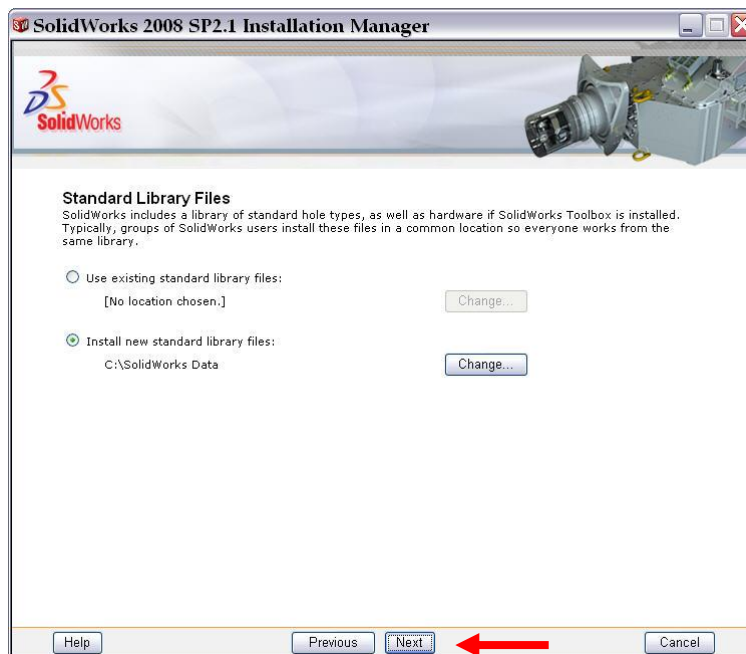 SolidWorks 2008 SP2.1 Installation Manager
SolidWorks
Standard Library Files
SolidWorks includes a library of standard hole types, as well as hardware if SolidWorks Toolbox is installed.
Typically, groups of SolidWorks users install these files in a common location so everyone works from the
same library.
Use existing standard library files:
[No location chosen.]
Change...
Install new standard library files:
C:\SolidWorks Data
Change...
Help
Previous
Next
Cancel